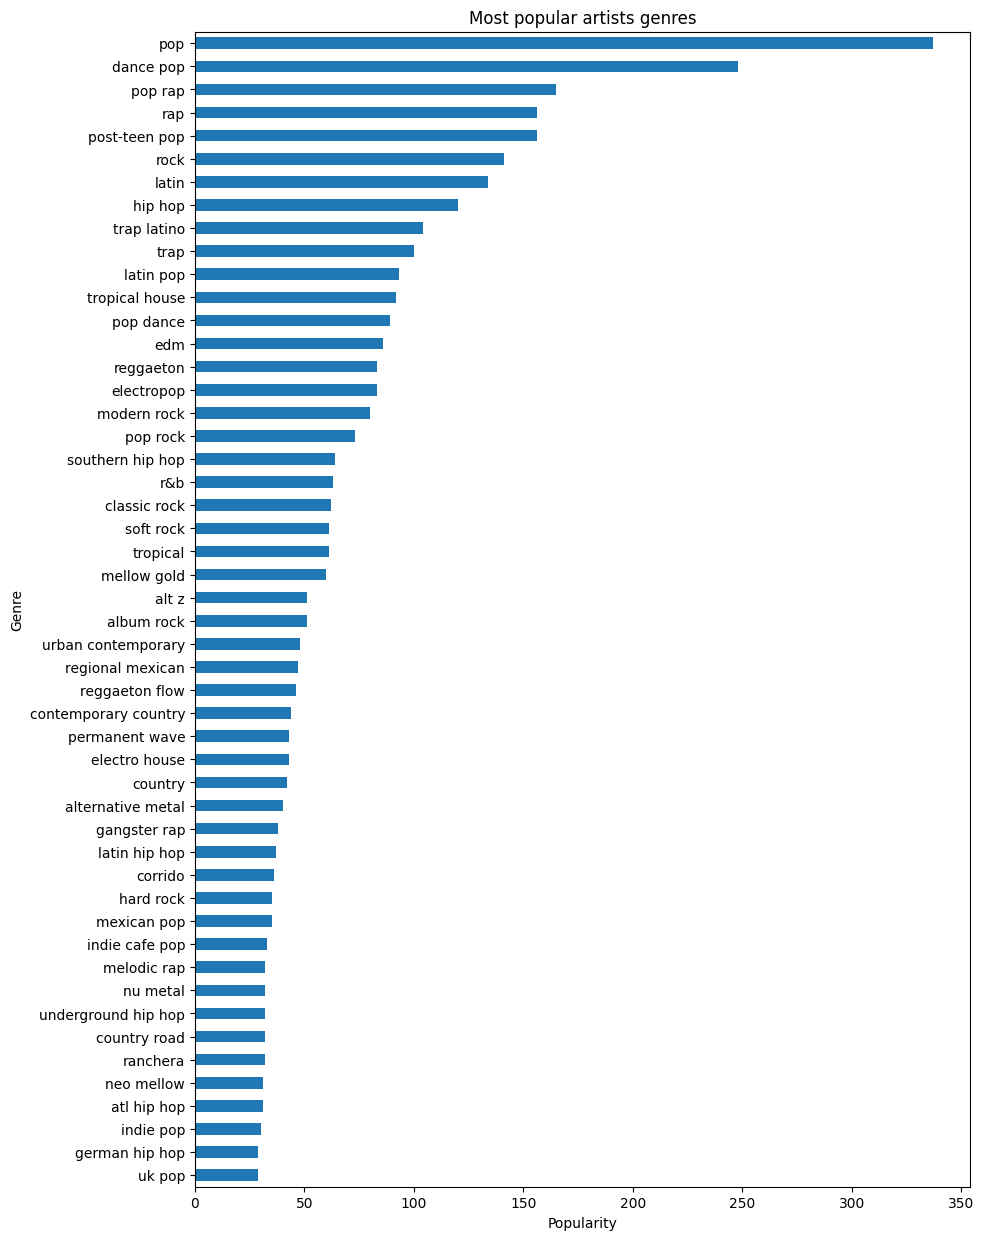 Most popular artists genres
pop
dance pop
pop rap
rap
post-teen pop
rock
latin
hip hop
trap latino
trap
latin pop
tropical house
pop dance
edm
reggaeton
electropop
modern rock
pop rock
southern hip hop
r&b
classic rock
soft rock
tropical
mellow gold
alt z
album rock
urban contemporary
regional mexican
reggaeton flow
contemporary country
permanent wave
electro house
country
alternative metal
gangster rap
latin hip hop
corrido
hard rock
mexican pop
indie cafe pop
melodic rap
nu metal
underground hip hop
country road
ranchera
neo mellow
atl hip hop
indie pop
german hip hop
uk pop
Genre
0 50 100 150 200 250 300 350
Popularity